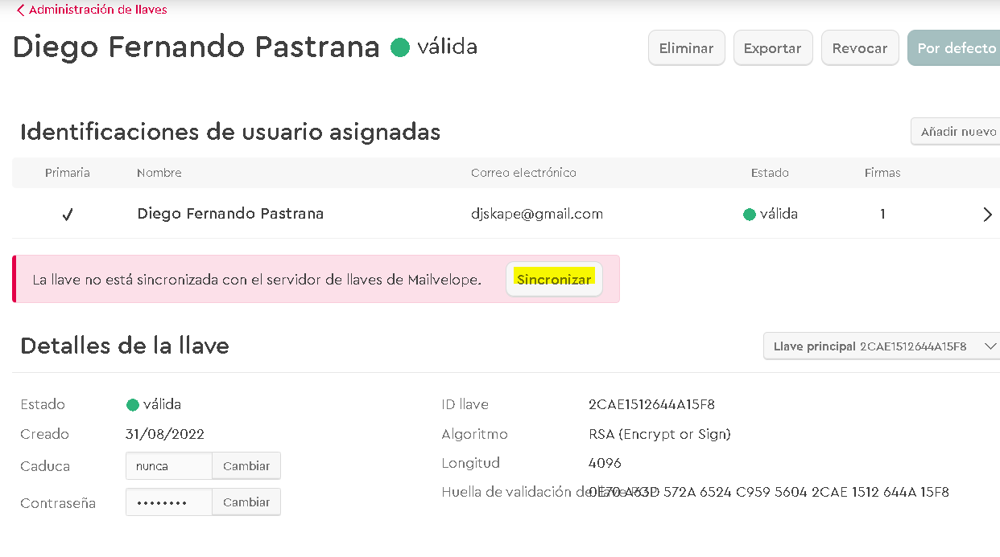 Administración de llaves
Diego Fernando Pastrana válida Eliminar Exportar Revocar Por defecto
Identificaciones de usuario asignadas Añadir nuevo
Primaria Nombre Correo electrónico Estado Firmas
Diego Fernando Pastrana djskape@gmail.com válida 1
La llave no está sincronizada con el servidor de llaves de Mailvelope. Sincronizar
Detalles de la llave Llave principal 2CAE1512644A15F8
Estado válida ID llave 2CAE1512644A15F8
Creado 31/08/2022 Algoritmo RSA (Encrypt or Sign)
Caduca nunca Cambiar Longitud 4096
Contraseña •••••••• Cambiar Huella de validación de llave PGP 0E70 A63D 572A 6524 C959 5604 2CAE 1512 644A 15F8